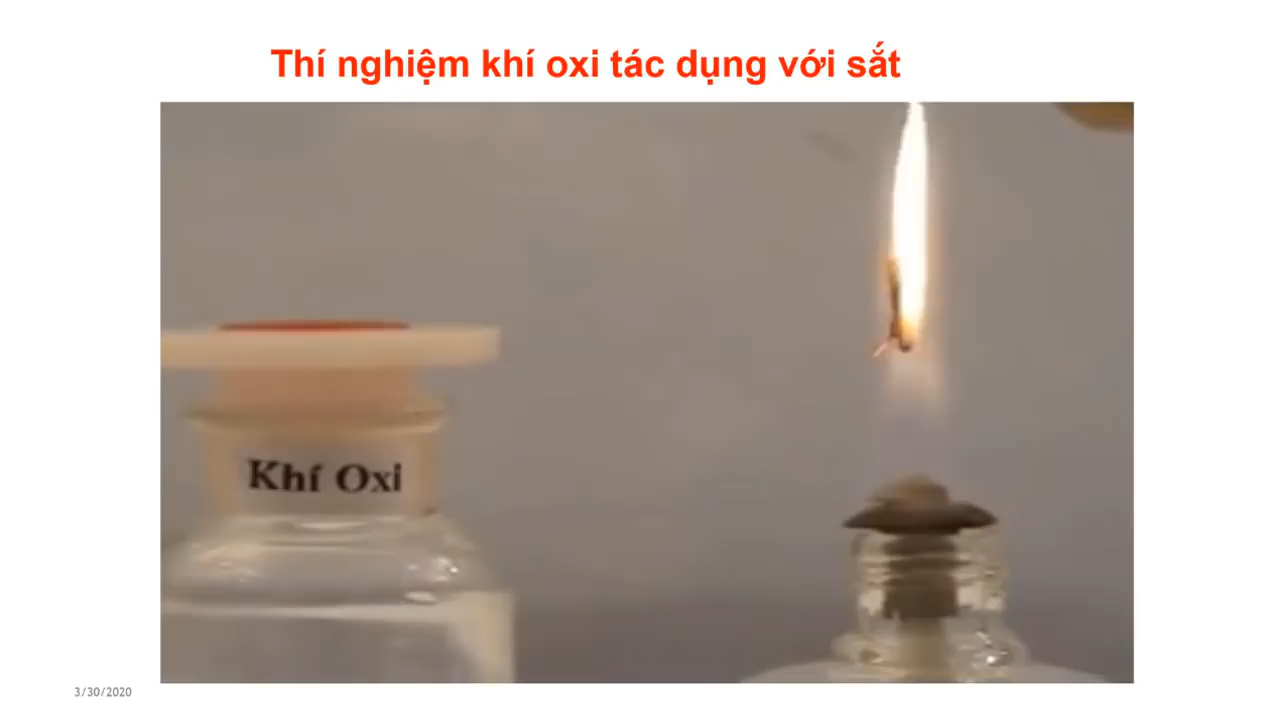 Thí nghiệm khí oxi tác dụng với sắt
Khí Oxi
3/30/2020